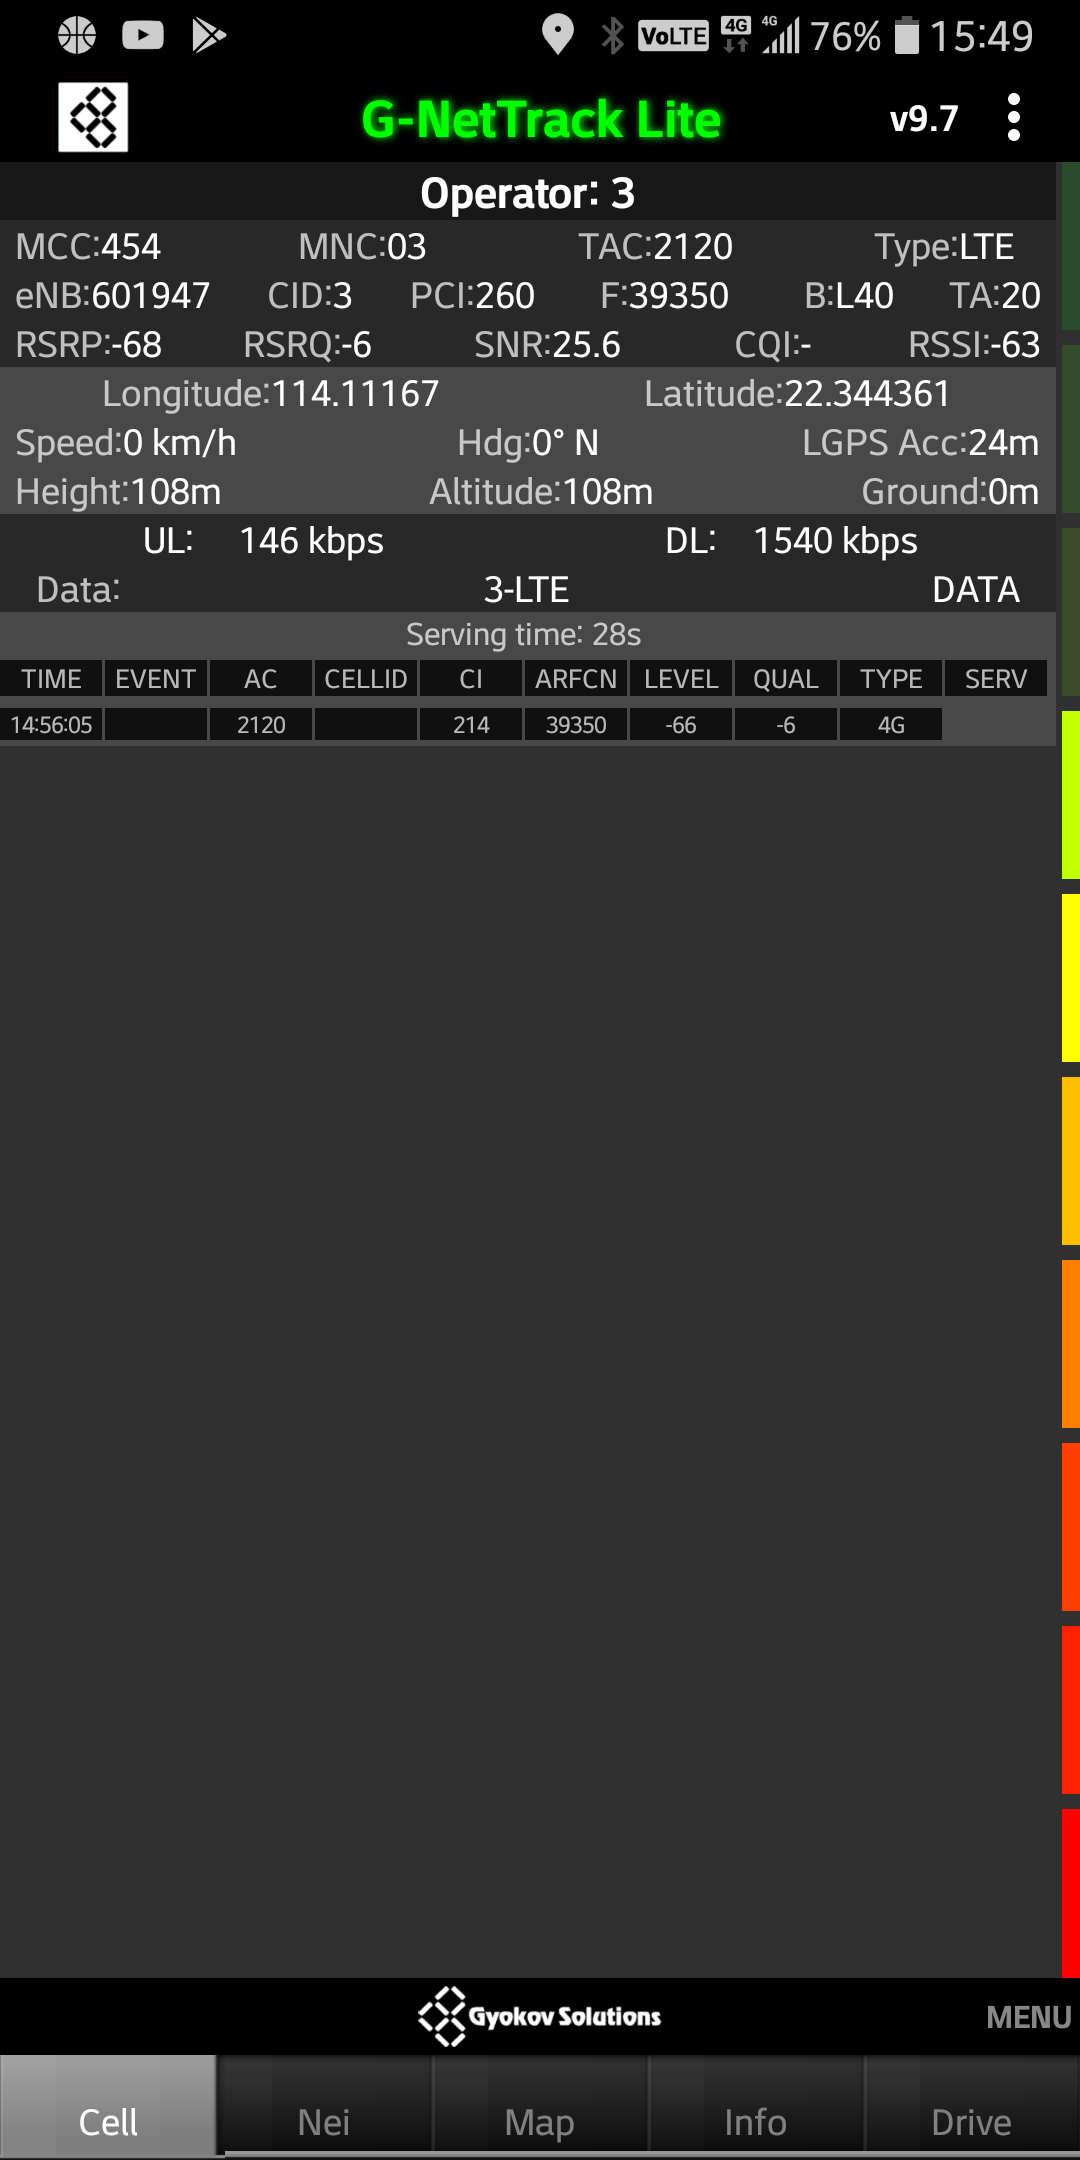 VoLTE 4G 4G 76% 15:49
G-NetTrack Lite v9.7
Operator: 3
MCC:454 MNC:03 TAC:2120 Type:LTE
eNB:601947 CID:3 PCI:260 F:39350 B:L40 TA:20
RSRP:-68 RSRQ:-6 SNR:25.6 CQI:- RSSI:-63
Longitude:114.11167 Latitude:22.344361
Speed:0 km/h Hdg:0° N LGPS Acc:24m
Height:108m Altitude:108m Ground:0m
UL: 146 kbps DL: 1540 kbps
Data: 3-LTE DATA
Serving time: 28s
TIME EVENT AC CELLID CI ARFCN LEVEL QUAL TYPE SERV
14:56:05 2120 214 39350 -66 -6 4G
Gyokov Solutions MENU
Cell Nei Map Info Drive